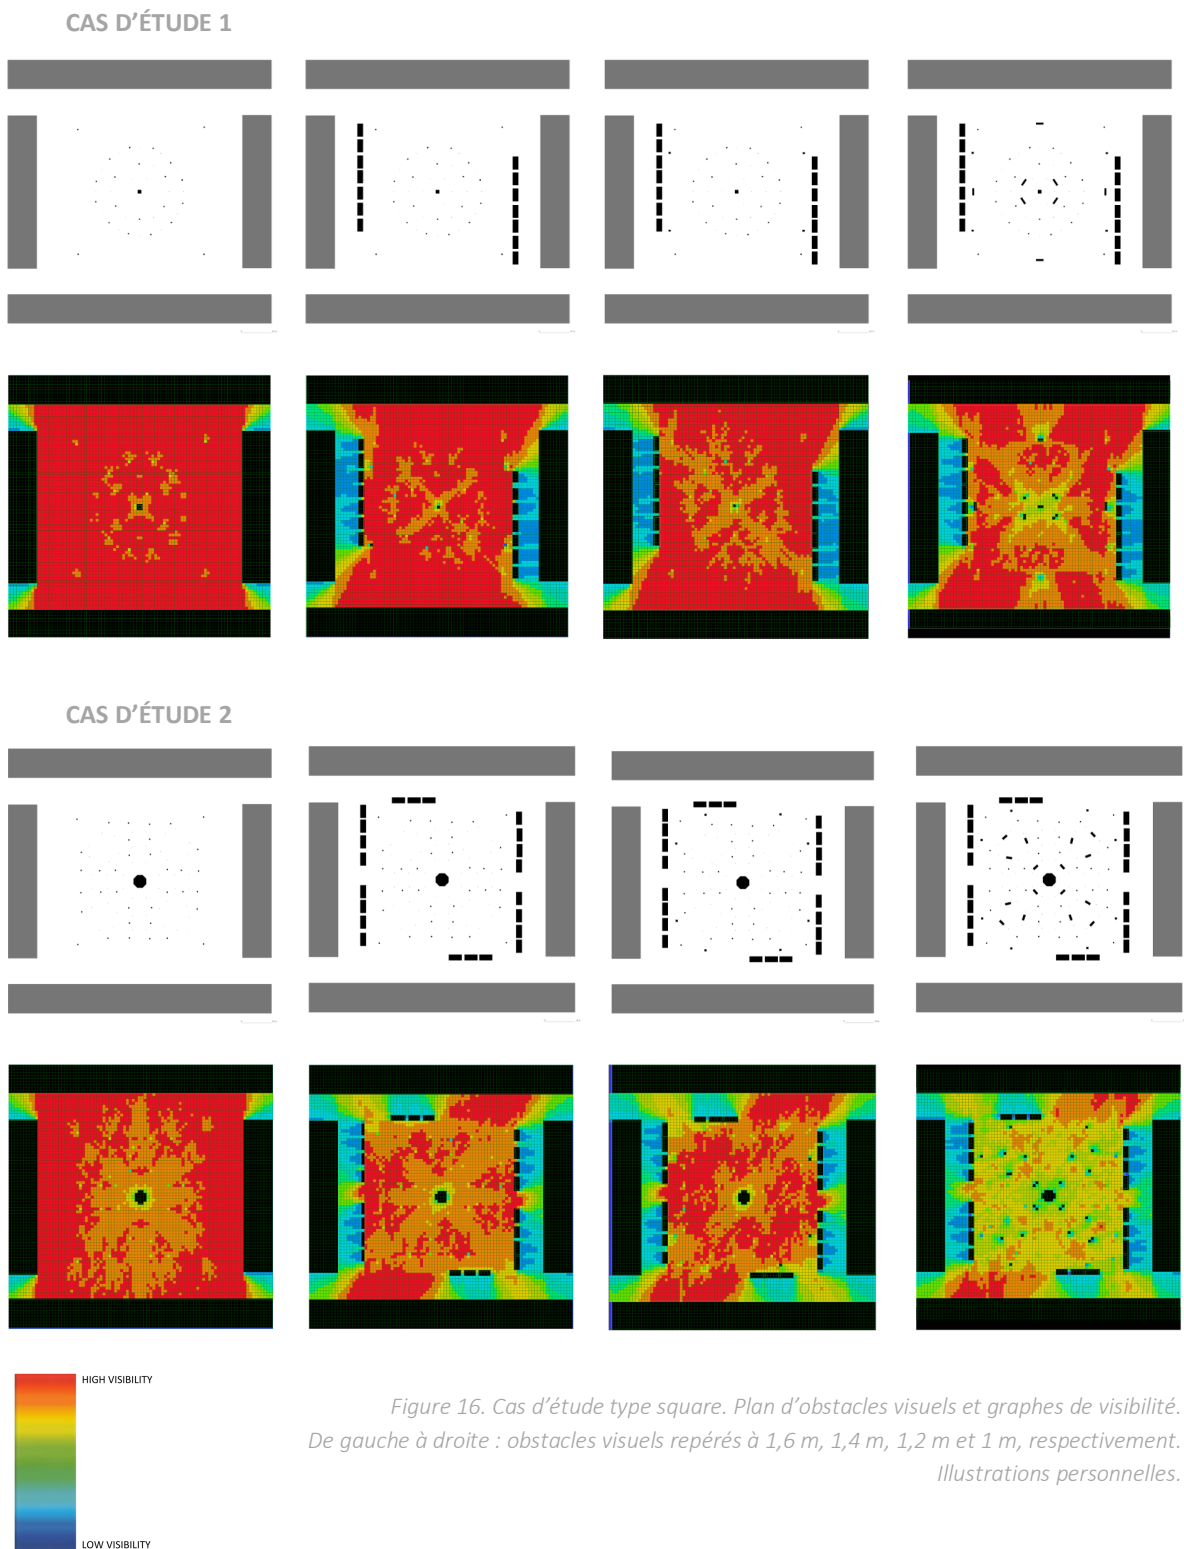 CAS D’ÉTUDE 1
CAS D’ÉTUDE 2
HIGH VISIBILITY
LOW VISIBILITY
Figure 16. Cas d’étude type square. Plan d’obstacles visuels et graphes de visibilité.
De gauche à droite : obstacles visuels repérés à 1,6 m, 1,4 m, 1,2 m et 1 m, respectivement.
Illustrations personnelles.